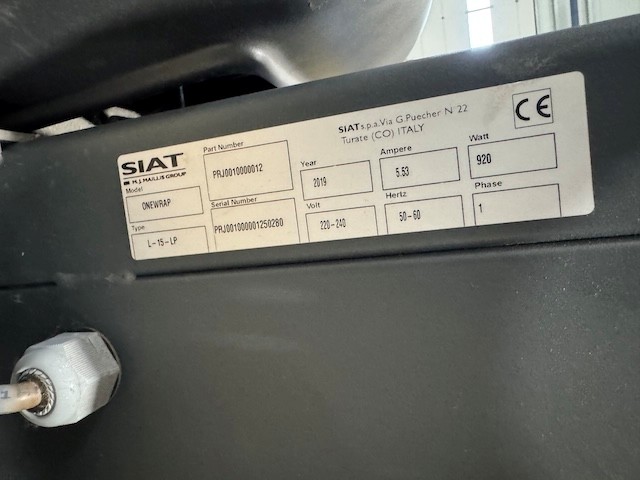 SIAT
M.J. MAILLIS GROUP
SIAT s.p.a. Via G.Puecher N 22
Turate (CO) ITALY
CE
Model
ONEWRAP
Part Number
PRJ0010000012
Year
2019
Ampere
5.53
Watt
920
Type
L-15-LP
Serial Number
PRJ001000001250280
Volt
220-240
Hertz
50-60
Phase
1